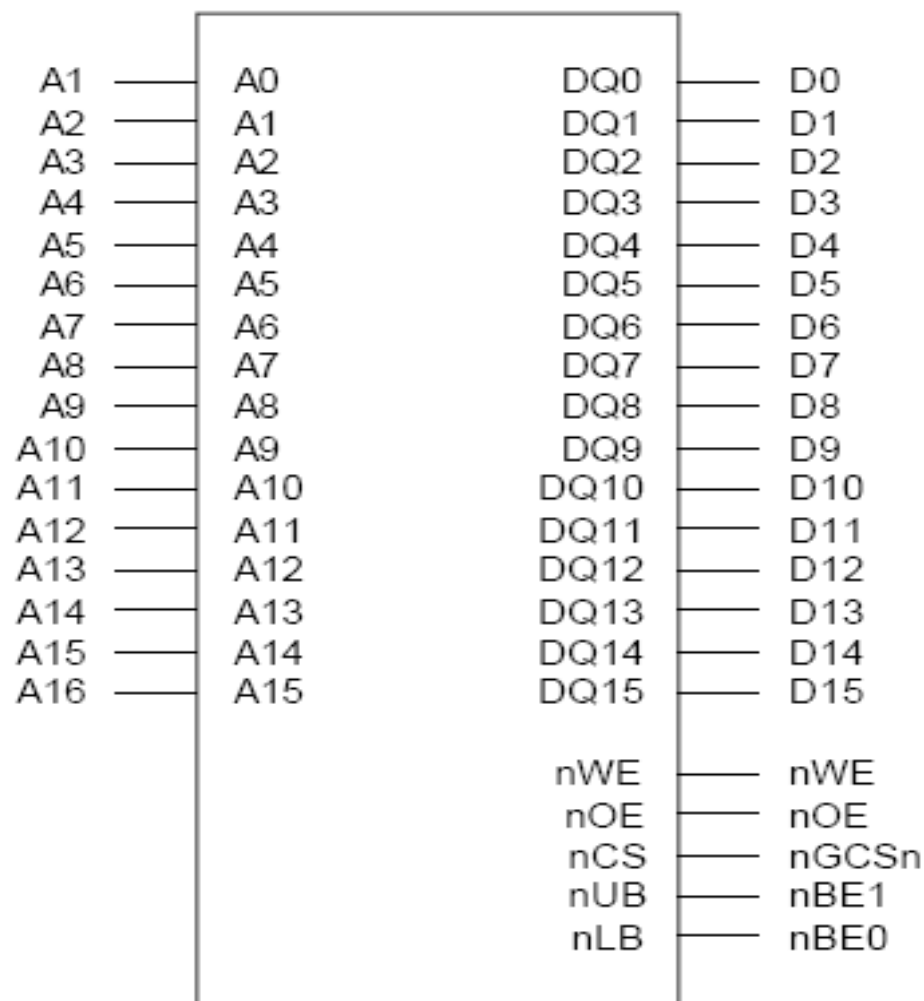 A1 A0 DQ0 D0
A2 A1 DQ1 D1
A3 A2 DQ2 D2
A4 A3 DQ3 D3
A5 A4 DQ4 D4
A6 A5 DQ5 D5
A7 A6 DQ6 D6
A8 A7 DQ7 D7
A9 A8 DQ8 D8
A10 A9 DQ9 D9
A11 A10 DQ10 D10
A12 A11 DQ11 D11
A13 A12 DQ12 D12
A14 A13 DQ13 D13
A15 A14 DQ14 D14
A16 A15 DQ15 D15
nWE nWE
nOE nOE
nCS nGCSn
nUB nBE1
nLB nBE0